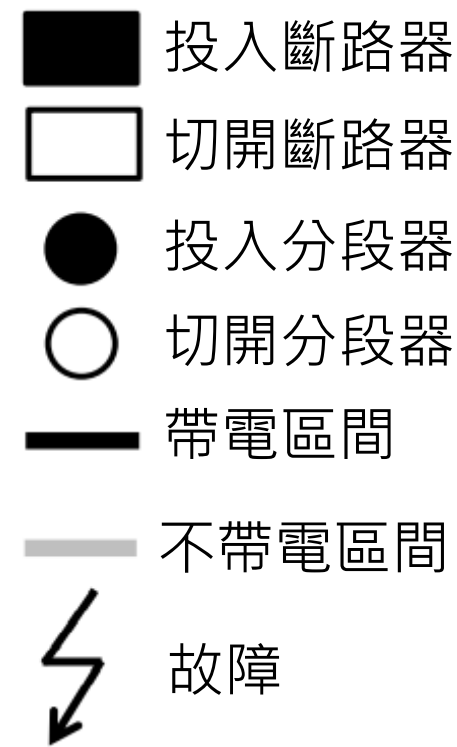 投入斷路器
切開斷路器
投入分段器
切開分段器
帶電區間
不帶電區間
故障